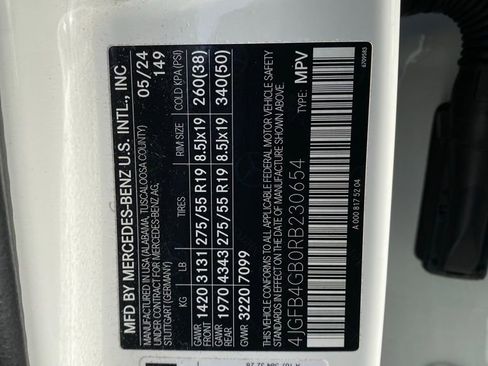 MFD BY MERCEDES-BENZ U.S. INTL., INC
MANUFACTURED IN USA (ALABAMA, TUSCALOOSA COUNTY)
UNDER CONTRACT FOR MERCEDES-BENZ AG,
STUTTGART (GERMANY)
05/24
149
KG LB TIRES RIM SIZE COLD KPA (PSI)
GAWR FRONT 1420 3131 275/55 R19 8.5Jx19 260(38)
GAWR REAR 1970 4343 275/55 R19 8.5Jx19 340(50)
GVWR 3220 7099
THIS VEHICLE CONFORMS TO ALL APPLICABLE FEDERAL MOTOR VEHICLE SAFETY
STANDARDS IN EFFECT ON THE DATE OF MANUFACTURE SHOWN ABOVE.
4JGFB4GB0RB230654 TYPE: MPV
A 000 817 52 04
6709583